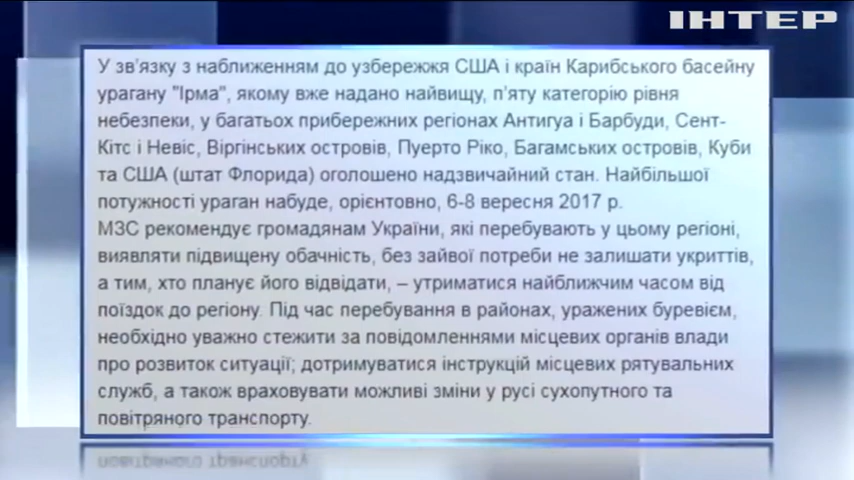 ІНТЕР
У зв'язку з наближенням до узбережжя США і країн Карибського басейну
урагану "Ірма", якому вже надано найвищу, п'яту категорію рівня
небезпеки, у багатьох прибережних регіонах Антигуа і Барбуди, Сент-
Кітс і Невіс, Віргінських островів, Пуерто Ріко, Багамських островів, Куби
та США (штат Флорида) оголошено надзвичайний стан. Найбільшої
потужності ураган набуде, орієнтовно, 6-8 вересня 2017 р.
МЗС рекомендує громадянам України, які перебувають у цьому регіоні,
виявляти підвищену обачність, без зайвої потреби не залишати укриттів,
а тим, хто планує його відвідати, – утриматися найближчим часом від
поїздок до регіону. Під час перебування в районах, уражених буревієм,
необхідно уважно стежити за повідомленнями місцевих органів влади
про розвиток ситуації; дотримуватися інструкцій місцевих рятувальних
служб, а також враховувати можливі зміни у русі сухопутного та
повітряного транспорту.